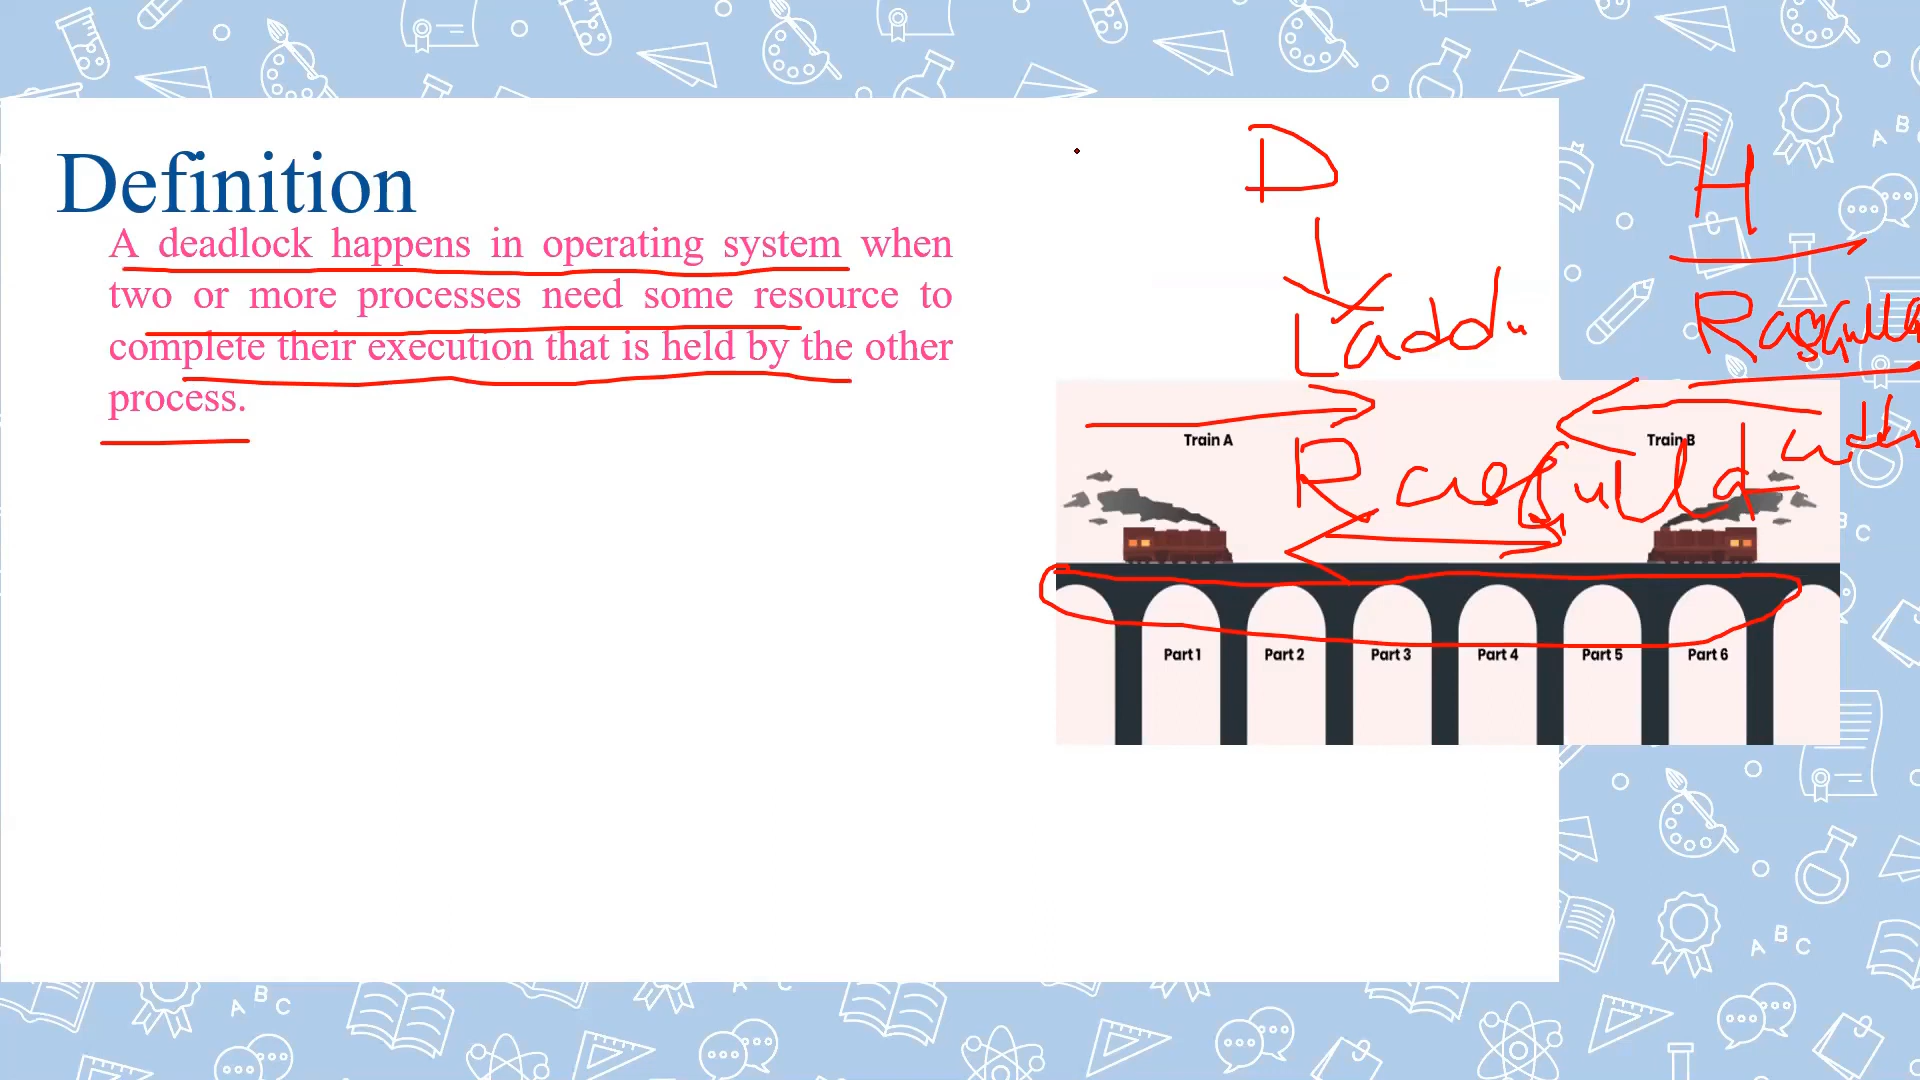 Definition
A deadlock happens in operating system when
two or more processes need some resource to
complete their execution that is held by the other
process.
D
H
Laddu
Train A
Train B
Part 1 Part 2 Part 3 Part 4 Part 5 Part 6
A B C
A B C
A B C